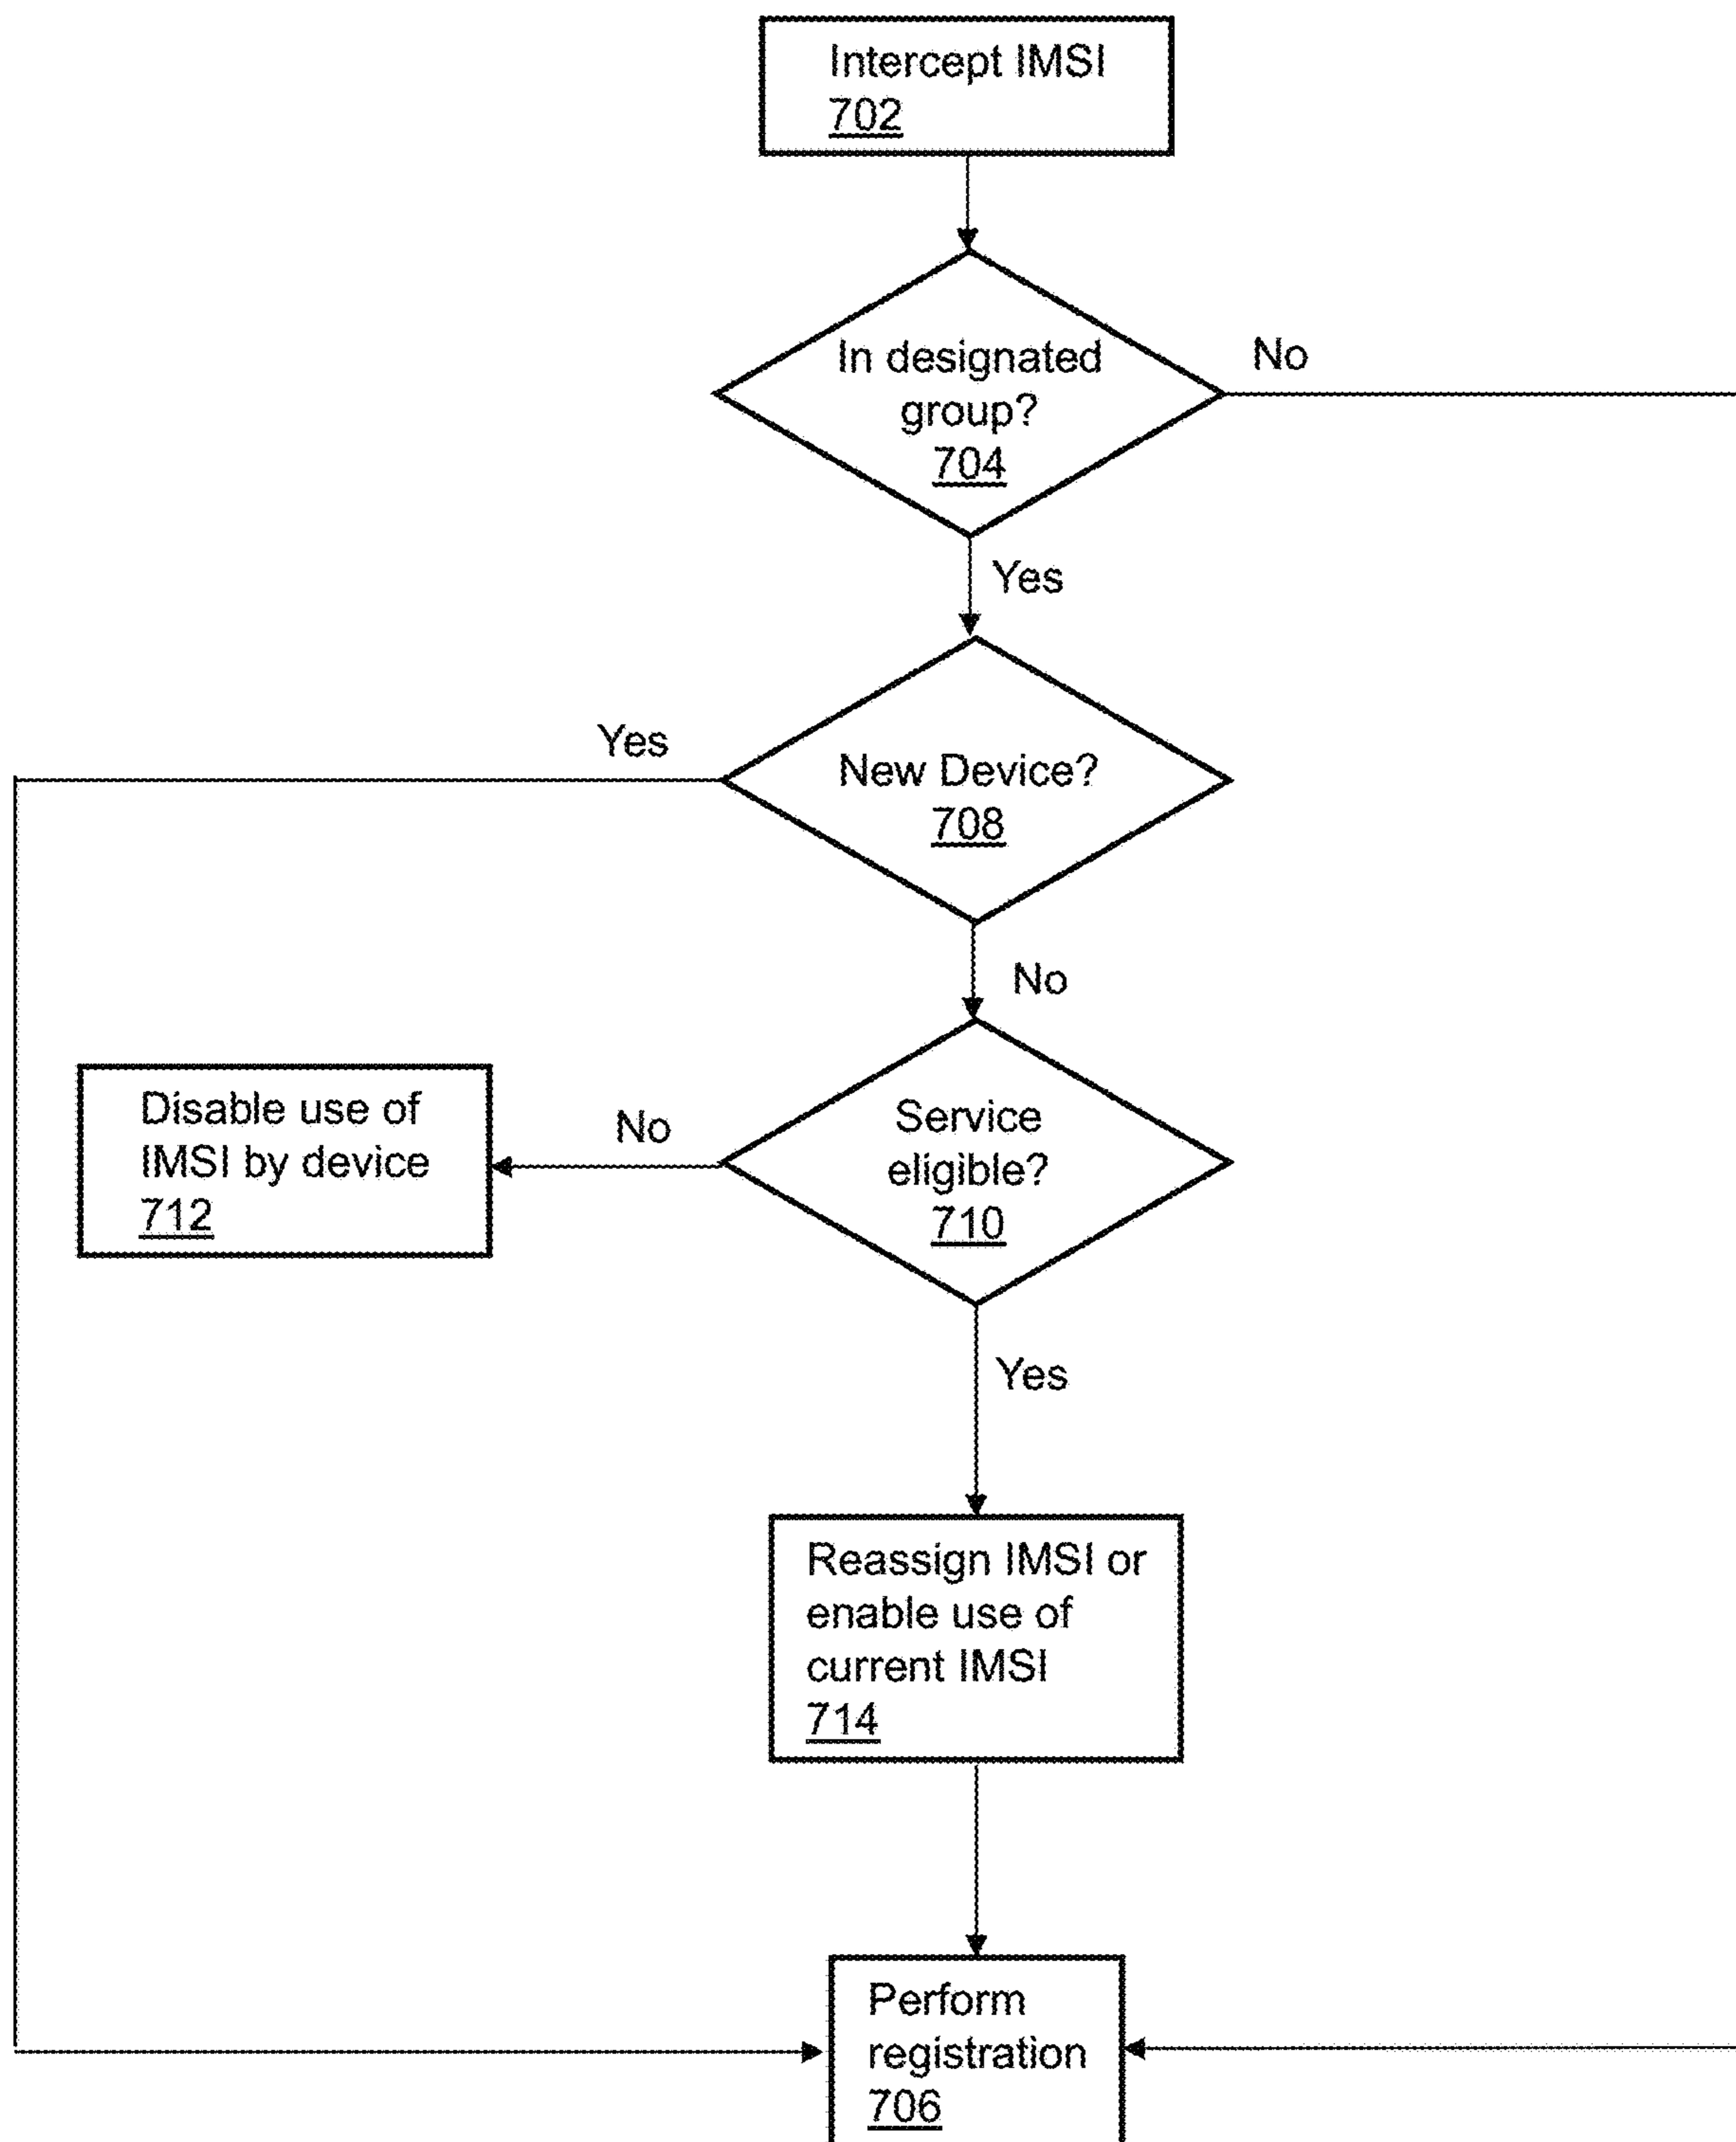 Intercept IMSI
702
In designated
group?
704
No
Yes
Yes
New Device?
708
No
Disable use of
IMSI by device
712
No
Service
eligible?
710
Yes
Reassign IMSI or
enable use of
current IMSI
714
Perform
registration
706